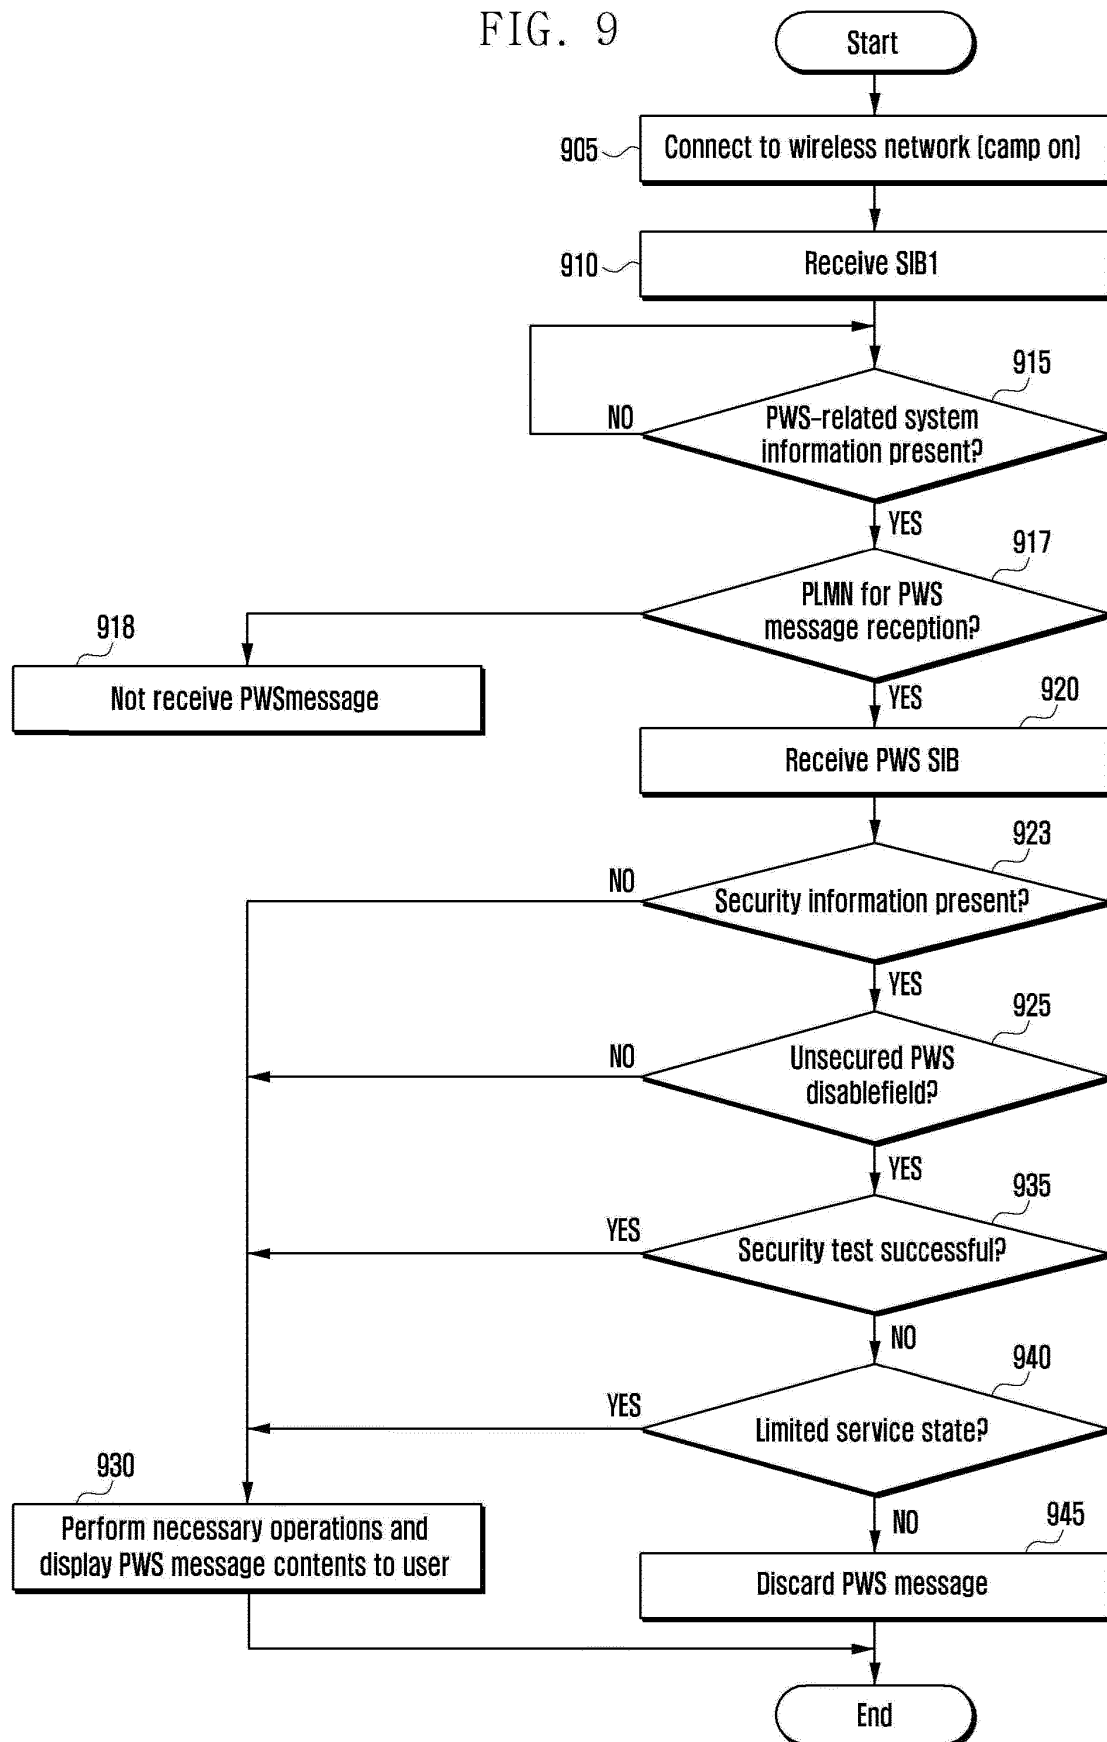 FIG. 9
Start
905
Connect to wireless network (camp on)
910
Receive SIB1
915
PWS-related system
information present?
NO
YES
917
PLMN for PWS
message reception?
918
Not receive PWSmessage
YES
920
Receive PWS SIB
923
Security information present?
NO
YES
925
Unsecured PWS
disablefield?
NO
YES
935
Security test successful?
YES
NO
940
Limited service state?
YES
NO
930
Perform necessary operations and
display PWS message contents to user
945
Discard PWS message
End